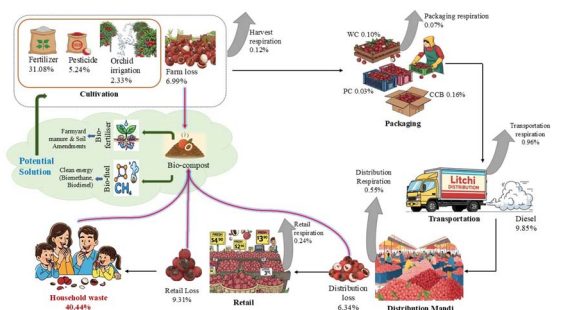 Fertilizer
31.08%
Pesticide
5.24%
Orchid
irrigation
2.33%
Farm loss
6.99%
Cultivation
Harvest
respiration
0.12%
WC 0.10%
Packaging respiration
0.07%
PC 0.03%
CCB 0.16%
Packaging
Farmyard
manure & Soil
Amendments
Bio-
fertiliser
Potential
Solution
Clean energy
(Biomethane,
Biodiesel)
Bio-fuel
CH4
Bio-compost
Transportation
respiration
0.96%
Distribution
Respiration
0.55%
Litchi
DISTRIBUTION
Transportation
Diesel
9.85%
Retail
respiration
0.24%
Household waste
40.44%
Retail Loss
9.31%
Retail
Distribution
loss
6.34%
Distribution Mandi